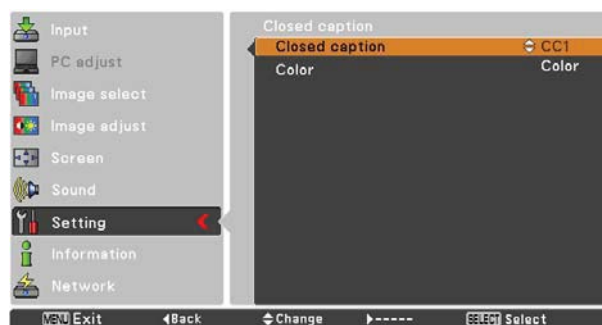 Input
PC adjust
Image select
Image adjust
Screen
Sound
Setting
Information
Network
Closed caption
Closed caption CC1
Color Color
MENU Exit ◀Back Change ▶----- SELECT Select